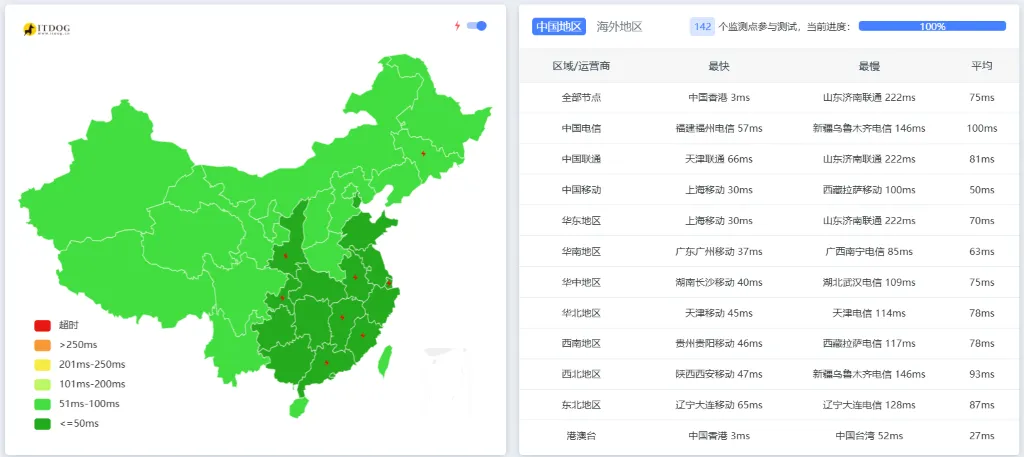 ITDOG
www.itdog.cn
超时
>250ms
201ms-250ms
101ms-200ms
51ms-100ms
<=50ms
中国地区 海外地区 142 个监测点参与测试，当前进度： 100%
区域/运营商 最快 最慢 平均
全部节点 中国香港 3ms 山东济南联通 222ms 75ms
中国电信 福建福州电信 57ms 新疆乌鲁木齐电信 146ms 100ms
中国联通 天津联通 66ms 山东济南联通 222ms 81ms
中国移动 上海移动 30ms 西藏拉萨移动 100ms 50ms
华东地区 上海移动 30ms 山东济南联通 222ms 70ms
华南地区 广东广州移动 37ms 广西南宁电信 85ms 63ms
华中地区 湖南长沙移动 40ms 湖北武汉电信 109ms 75ms
华北地区 天津移动 45ms 天津电信 114ms 78ms
西南地区 贵州贵阳移动 46ms 西藏拉萨电信 117ms 78ms
西北地区 陕西西安移动 47ms 新疆乌鲁木齐电信 146ms 93ms
东北地区 辽宁大连移动 65ms 辽宁大连电信 128ms 87ms
港澳台 中国香港 3ms 中国台湾 52ms 27ms